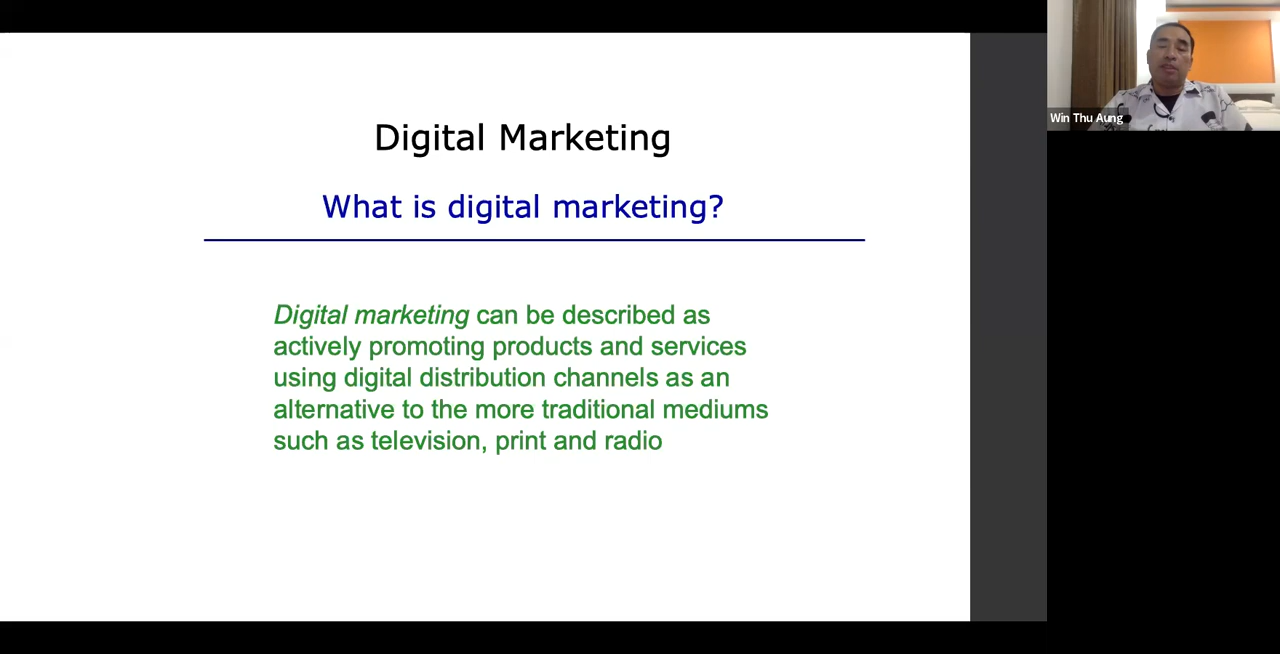 Digital Marketing
What is digital marketing?
Digital marketing can be described as
actively promoting products and services
using digital distribution channels as an
alternative to the more traditional mediums
such as television, print and radio
Win Thu Aung